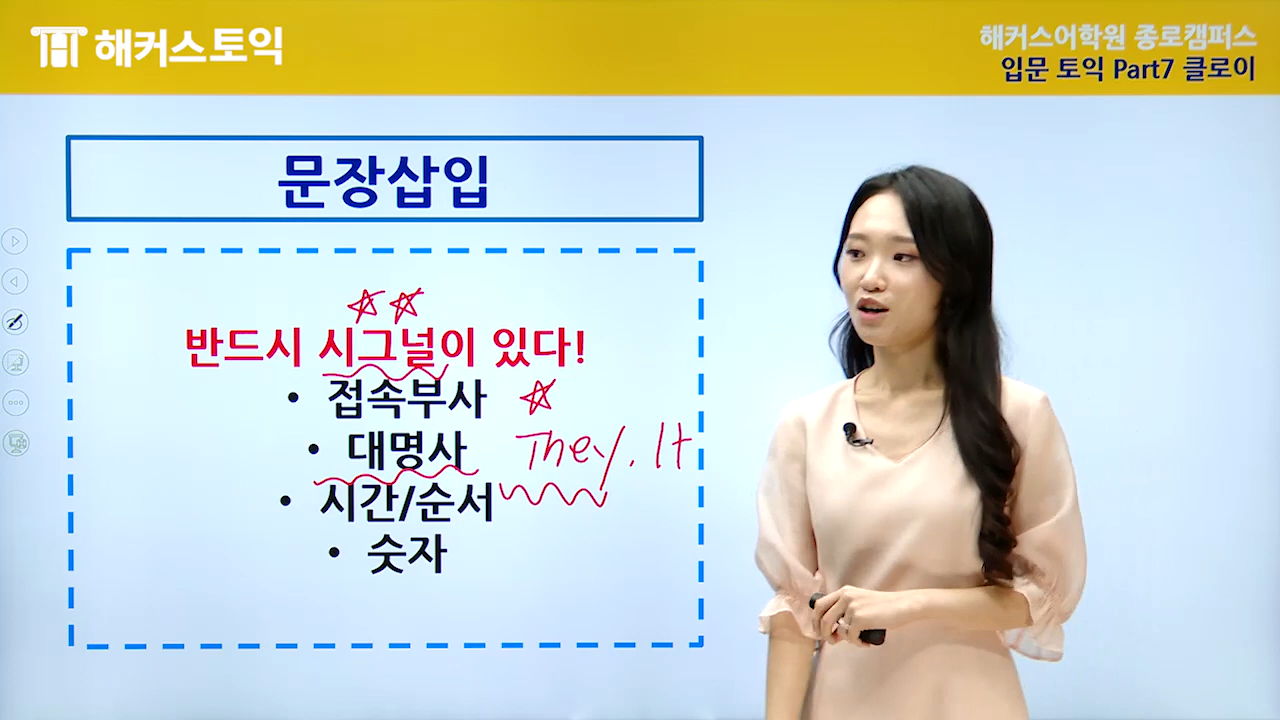 해커스토익
해커스어학원 종로캠퍼스
입문 토익 Part7 클로이
문장삽입
반드시 시그널이 있다!
• 접속부사
• 대명사 They. It
• 시간/순서
• 숫자